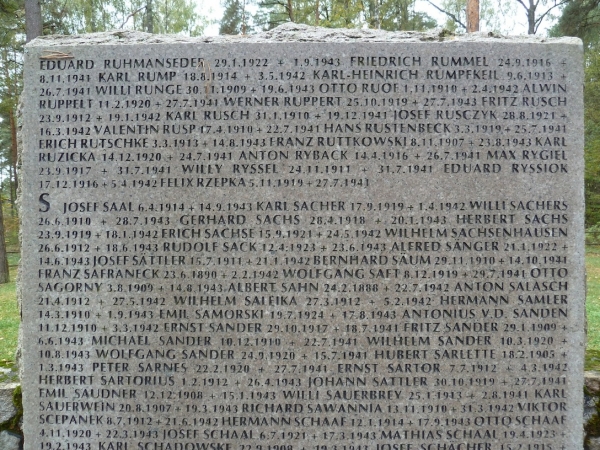 EDUARD RUHMANSEDER 29.1.1922 + 1.9.1943 FRIEDRICH RUMMEL 24.9.1916 +
8.11.1941 KARL RUMP 18.8.1914 + 3.5.1942 KARL-HEINRICH RUMPFKEIL 9.6.1913 +
26.7.1941 WILLI RUNGE 30.11.1909 + 19.6.1943 OTTO RUOF 1.11.1910 + 2.4.1942 ALWIN
RUPPELT 11.2.1920 + 27.7.1941 WERNER RUPPERT 25.10.1919 + 27.7.1943 FRITZ RUSCH
23.9.1912 + 19.1.1942 KARL RUSCH 31.1.1910 + 19.12.1941 JOSEF RUSCZYK 28.8.1921 +
16.3.1942 VALENTIN RUSP 17.4.1910 + 22.7.1941 HANS RUSTENBECK 3.3.1919 + 25.7.1941
ERICH RUTSCHKE 3.3.1913 + 14.8.1943 FRANZ RUTTKOWSKI 8.11.1907 + 23.8.1943 KARL
RUZICKA 14.12.1920 + 24.7.1941 ANTON RYBACK 14.4.1916 + 26.7.1941 MAX RYGIEL
23.9.1917 + 31.7.1941 WILLY RYSSEL 24.11.1911 + 31.7.1941 EDUARD RYSSIOK
17.12.1916 + 5.4.1942 FELIX RZEPKA 5.11.1919 + 27.7.1941
S JOSEF SAAL 6.4.1914 + 14.9.1943 KARL SACHER 17.9.1919 + 1.4.1942 WILLI SACHERS
26.6.1910 + 28.7.1943 GERHARD SACHS 28.4.1918 + 20.1.1943 HERBERT SACHS
23.9.1919 + 18.1.1942 ERICH SACHSE 15.9.1921 + 24.5.1942 WILHELM SACHSENHAUSEN
26.6.1912 + 18.6.1943 RUDOLF SACK 12.4.1923 + 23.6.1943 ALFRED SÄNGER 21.1.1922 +
14.6.1943 JOSEF SÄTTLER 15.7.1911 + 21.1.1942 BERNHARD SAUM 29.11.1910 + 14.10.1941
FRANZ SAFRANECK 23.6.1890 + 2.2.1942 WOLFGANG SAFT 8.12.1919 + 29.7.1941 OTTO
SAGORNY 3.8.1909 + 14.8.1943 ALBERT SAHN 24.2.1888 + 22.7.1942 ANTON SALASCH
21.4.1912 + 27.5.1942 WILHELM SALEIKA 27.3.1912 + 5.2.1942 HERMANN SAMLER
14.3.1910 + 1.9.1943 EMIL SAMORSKI 19.7.1924 + 17.8.1943 ANTONIUS V.D. SANDEN
11.12.1910 + 3.3.1942 ERNST SANDER 29.10.1917 + 18.7.1941 FRITZ SANDER 29.1.1909 +
6.6.1943 MICHAEL SANDER 10.12.1910 + 22.7.1941 WILHELM SANDER 10.3.1920 +
10.8.1943 WOLFGANG SANDER 24.9.1920 + 15.7.1941 HUBERT SARLETTE 18.2.1905 +
1.3.1943 PETER SARNES 22.2.1920 + 27.7.1941 ERNST SARTOR 7.7.1912 + 4.3.1942
HERBERT SARTORIUS 1.2.1912 + 26.4.1943 JOHANN SATTLER 30.10.1919 + 27.7.1941
EMIL SAUDNER 12.12.1908 + 15.1.1943 WILLI SAUERBREY 25.1.1913 + 2.8.1941 KARL
SAUERWEIN 20.8.1907 + 19.3.1943 RICHARD SAWANNIA 13.11.1910 + 31.3.1942 VIKTOR
SCEPANEK 8.7.1912 + 21.6.1942 HERMANN SCHAAF 12.1.1914 + 17.9.1943 OTTO SCHAAF
4.11.1920 + 22.3.1943 JOSEF SCHAAL 6.7.1921 + 17.3.1943 MATHIAS SCHAAL 19.4.1923 +
19.2.1943 KARL SCHADOWSKE 22.9.1908 + 19.3.1941 JOSEF SCHÄCHER 15.2.1915 +